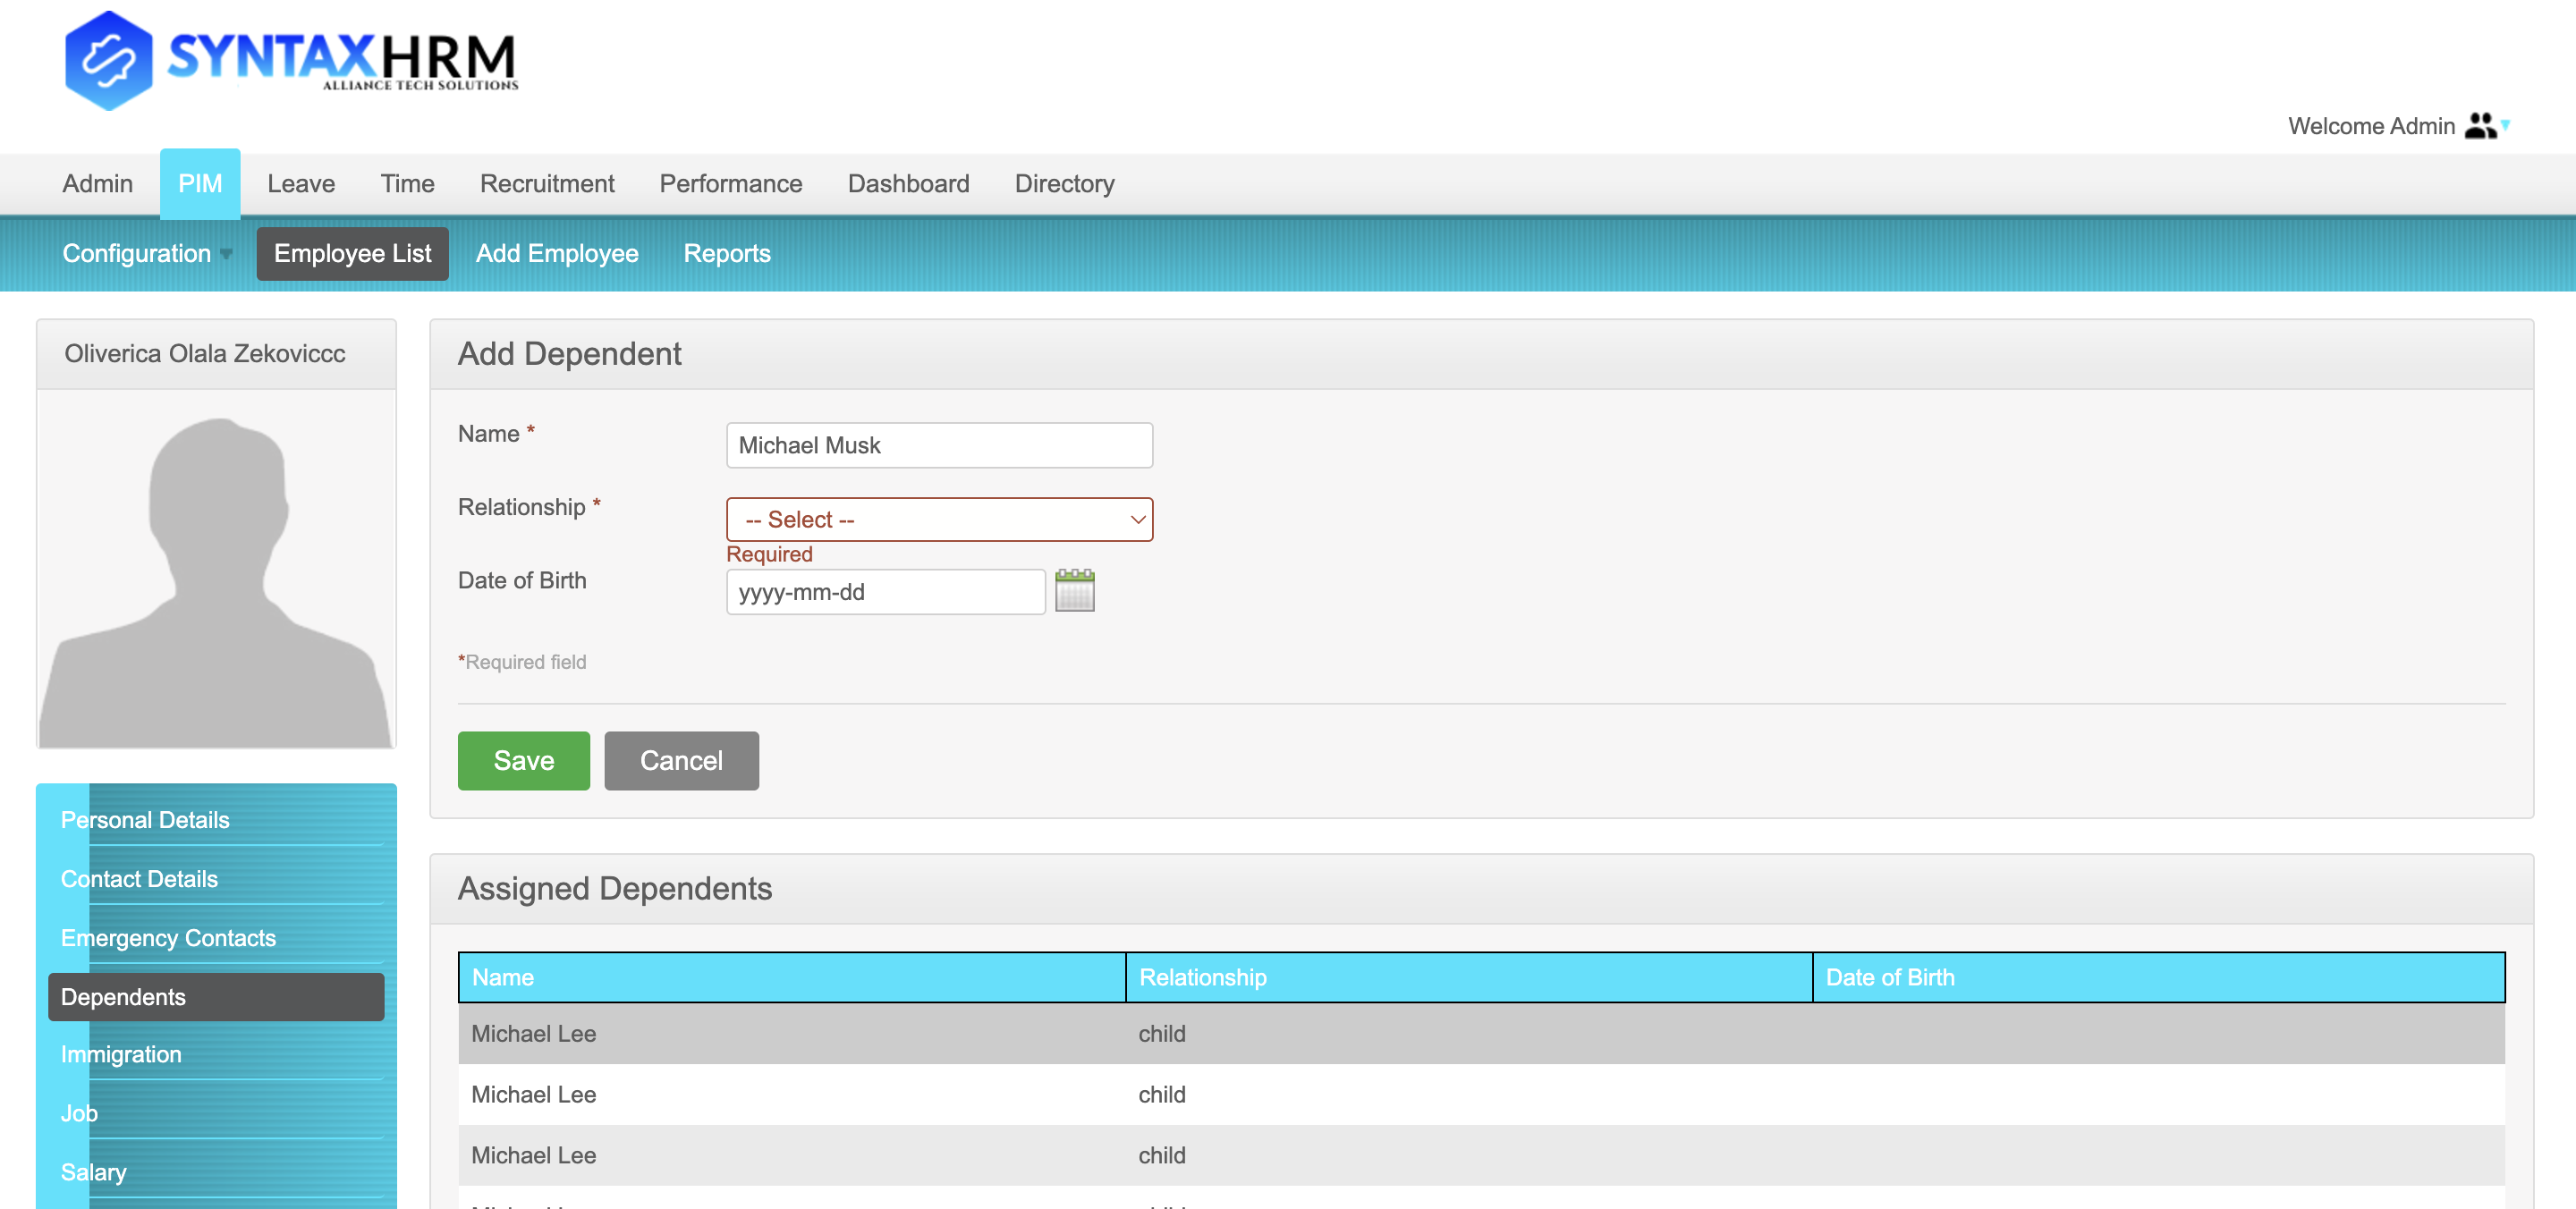 SYNTAXHRM
ALLIANCE TECH SOLUTIONS
Welcome Admin
Admin PIM Leave Time Recruitment Performance Dashboard Directory
Configuration Employee List Add Employee Reports
Oliverica Olala Zekoviccc
Add Dependent
Name * Michael Musk
Relationship * -- Select --
Required
Date of Birth yyyy-mm-dd
*Required field
Save Cancel
Personal Details
Contact Details
Emergency Contacts
Dependents
Immigration
Job
Salary
Assigned Dependents
Name Relationship Date of Birth
Michael Lee child
Michael Lee child
Michael Lee child